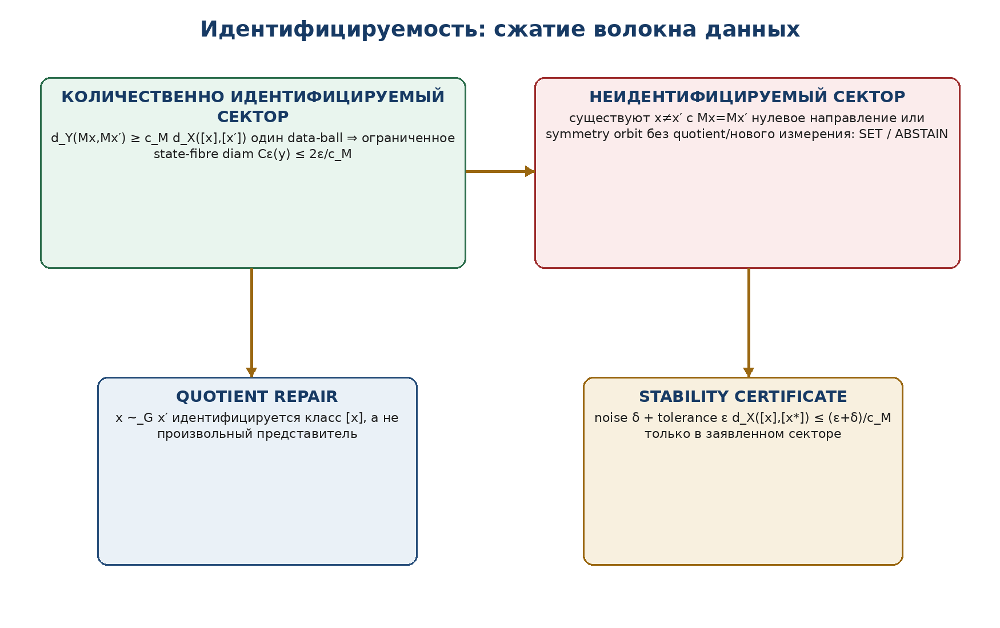 Идентифицируемость: сжатие волокна данных
КОЛИЧЕСТВЕННО ИДЕНТИФИЦИРУЕМЫЙ
СЕКТОР
d_Y(Mx,Mx′) ≥ c_M d_X([x],[x′]) один data-ball ⇒ ограниченное
state-fibre diam Cε(y) ≤ 2ε/c_M
НЕИДЕНТИФИЦИРУЕМЫЙ СЕКТОР
существуют x≠x′ с Mx=Mx′ нулевое направление или
symmetry orbit без quotient/нового измерения: SET / ABSTAIN
QUOTIENT REPAIR
x ~_G x′ идентифицируется класс [x], а не
произвольный представитель
STABILITY CERTIFICATE
noise δ + tolerance ε d_X([x],[x*]) ≤ (ε+δ)/c_M
только в заявленном секторе